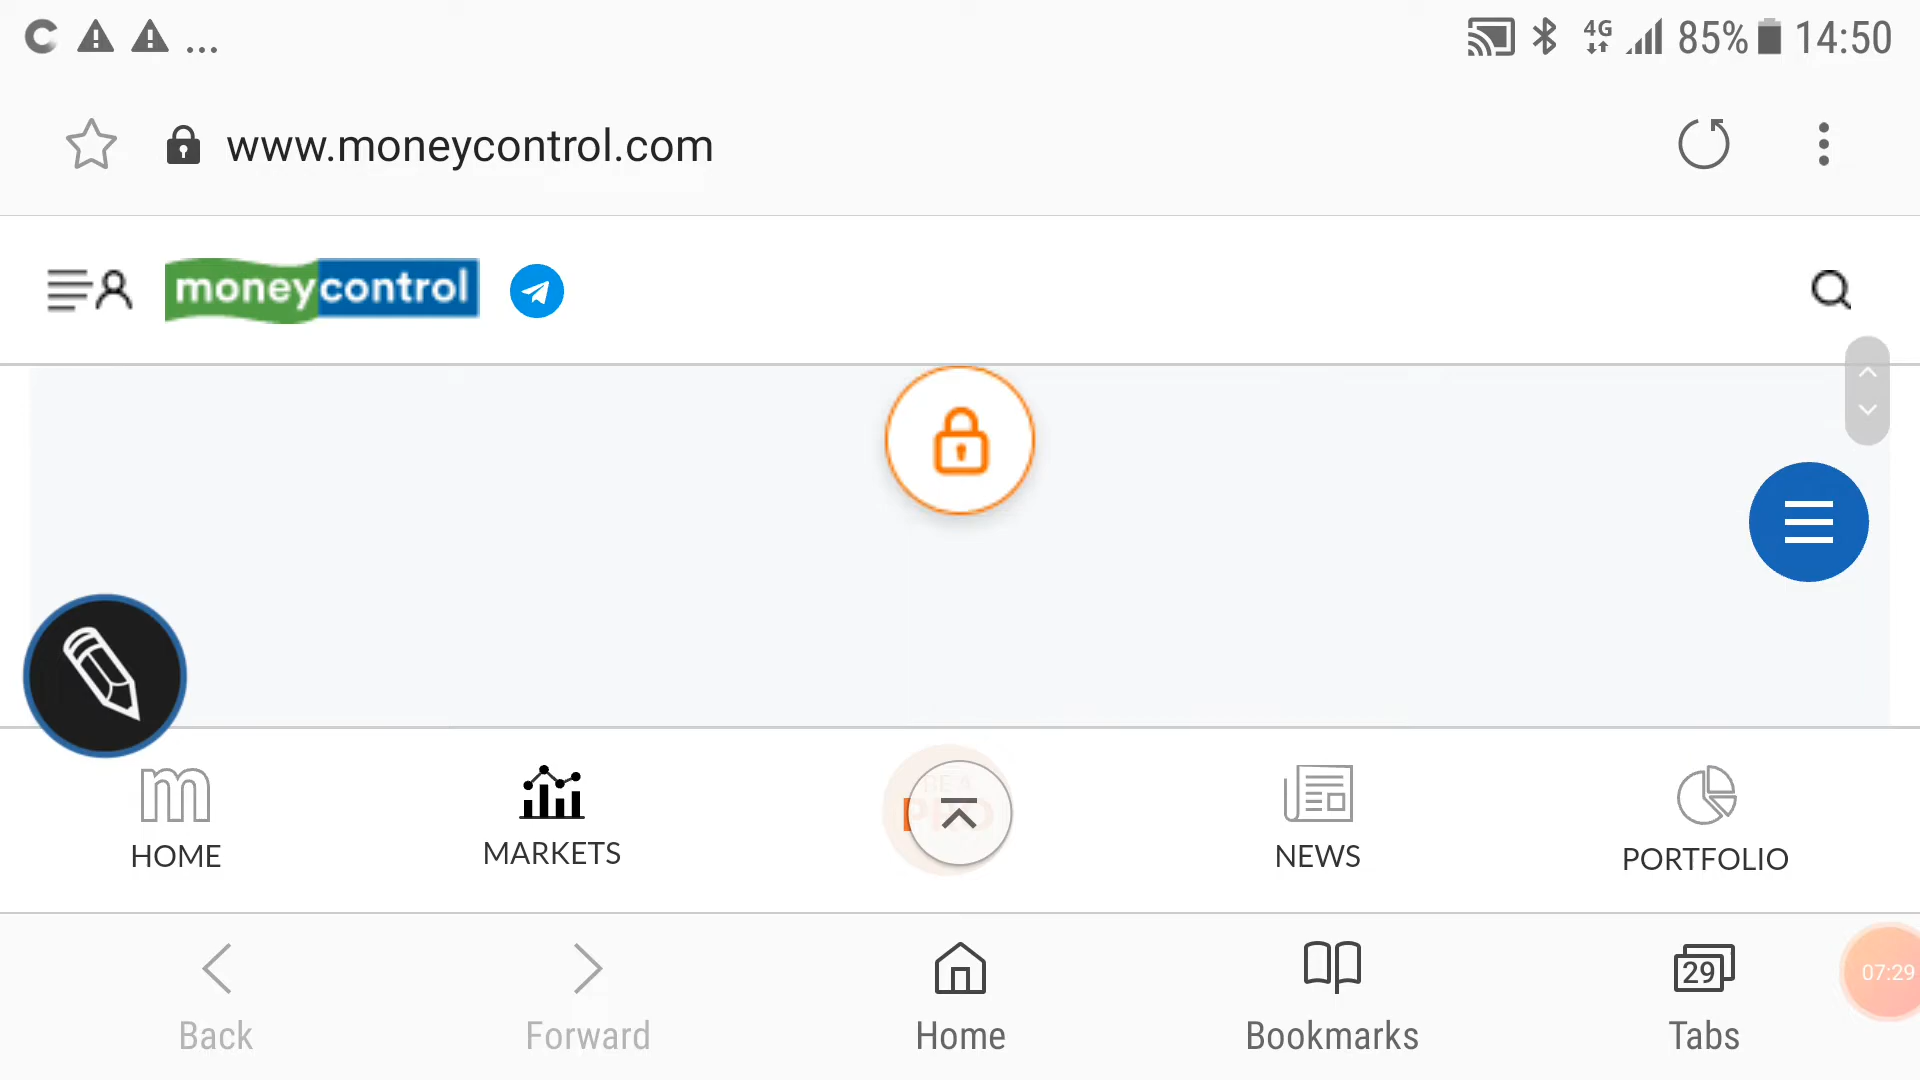 ... 4G 85% 14:50
www.moneycontrol.com
moneycontrol
HOME MARKETS NEWS PORTFOLIO
29 07:29
Back Forward Home Bookmarks Tabs